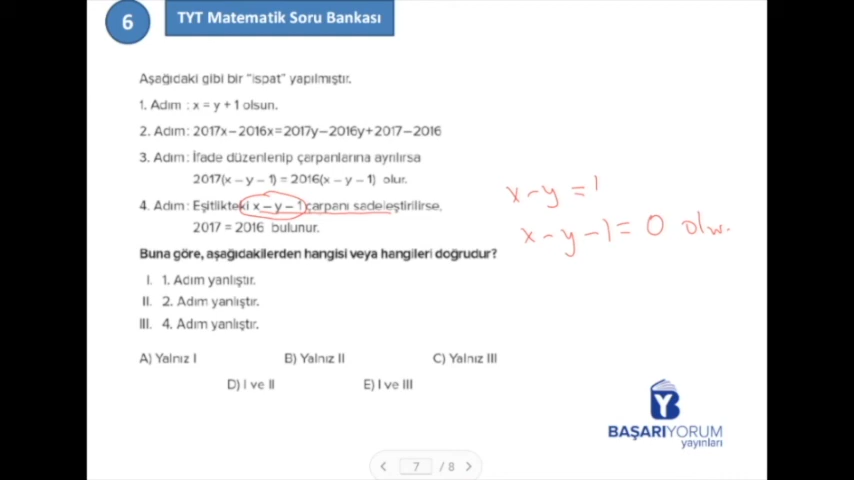 6
TYT Matematik Soru Bankası
Aşağıdaki gibi bir "ispat" yapılmıştır.
1. Adım : x = y + 1 olsun.
2. Adım: 2017x−2016x=2017y−2016y+2017−2016
3. Adım: İfade düzenlenip çarpanlarına ayrılırsa
2017(x − y − 1) = 2016(x − y − 1) olur.
4. Adım: Eşitlikteki x − y − 1 çarpanı sadeleştirilirse,
2017 = 2016 bulunur.
x − y = 1
x − y − 1 = 0 olur.
Buna göre, aşağıdakilerden hangisi veya hangileri doğrudur?
I. 1. Adım yanlıştır.
II. 2. Adım yanlıştır.
III. 4. Adım yanlıştır.
A) Yalnız I B) Yalnız II C) Yalnız III
D) I ve II E) I ve III
BAŞARIYORUM
yayınları
< 7 / 8 >